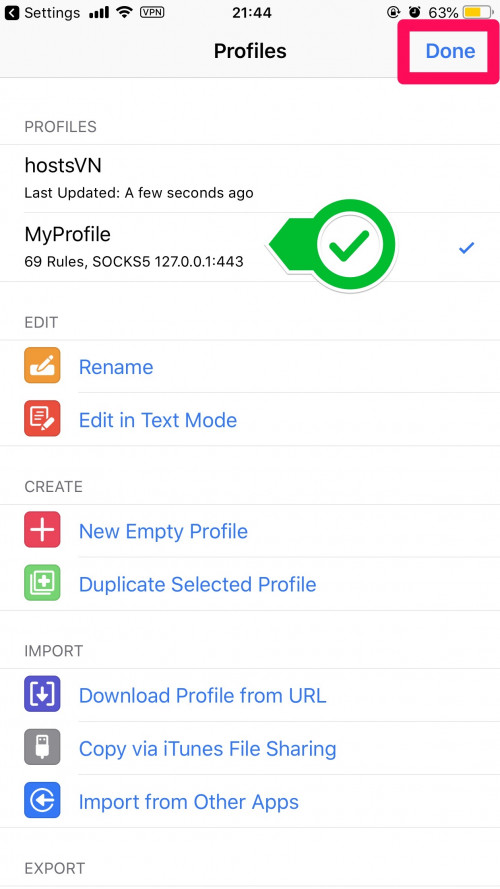 Settings VPN 21:44 63%
Profiles Done
PROFILES
hostsVN
Last Updated: A few seconds ago
MyProfile
69 Rules, SOCKS5 127.0.0.1:443
EDIT
Rename
Edit in Text Mode
CREATE
New Empty Profile
Duplicate Selected Profile
IMPORT
Download Profile from URL
Copy via iTunes File Sharing
Import from Other Apps
EXPORT